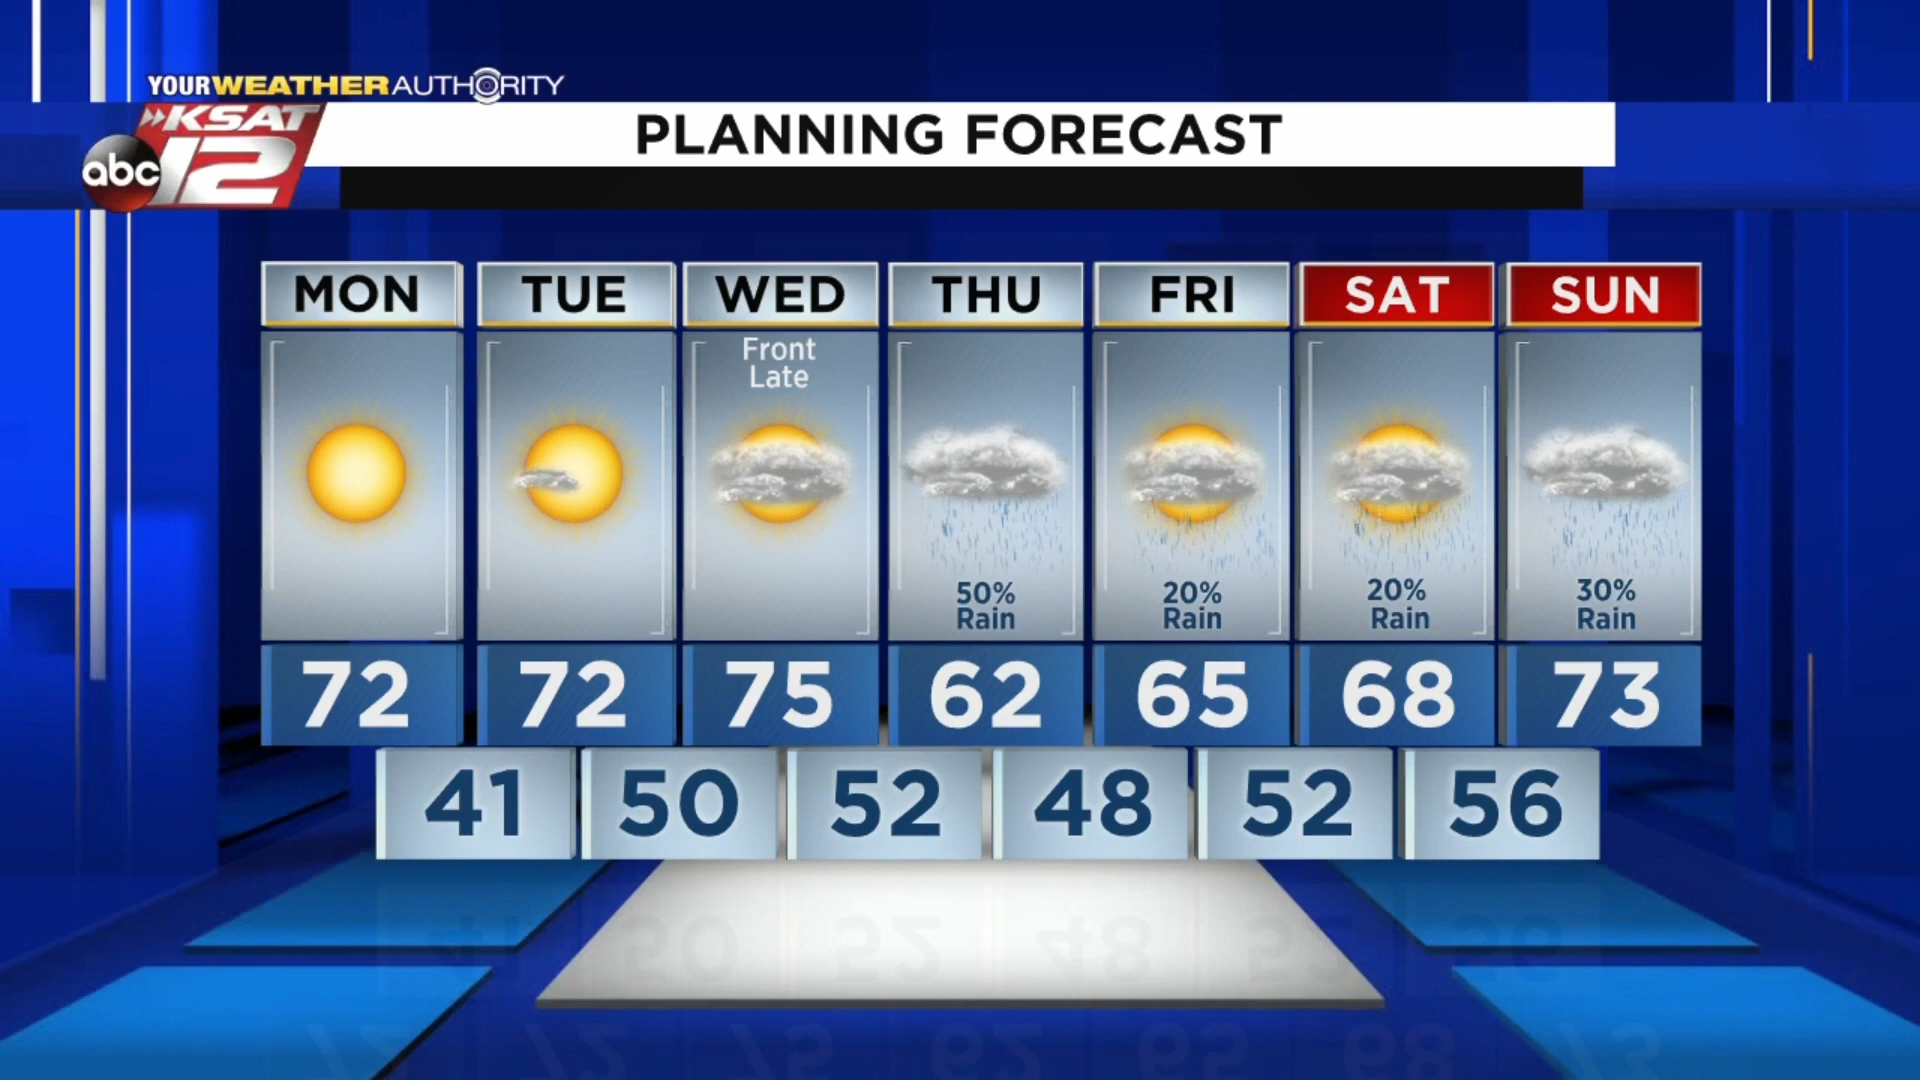 YOURWEATHERAUTHORITY
KSAT
abc
12
PLANNING FORECAST
MON TUE WED THU FRI SAT SUN
Front
Late
50% 20% 20% 30%
Rain Rain Rain Rain
72 72 75 62 65 68 73
41 50 52 48 52 56